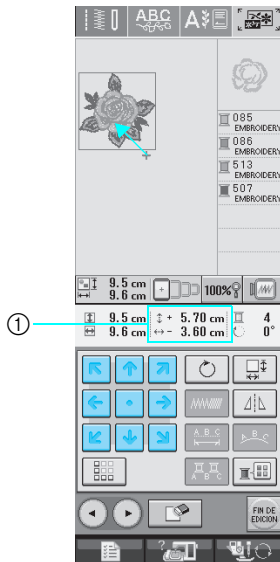 ABC
A
085
EMBROIDERY
086
EMBROIDERY
513
EMBROIDERY
507
EMBROIDERY
9.5 cm
9.6 cm
100%
①
9.5 cm + 5.70 cm 4
9.6 cm - 3.60 cm 0°
A B C
A B C
A B C
FIN DE
EDICION
?